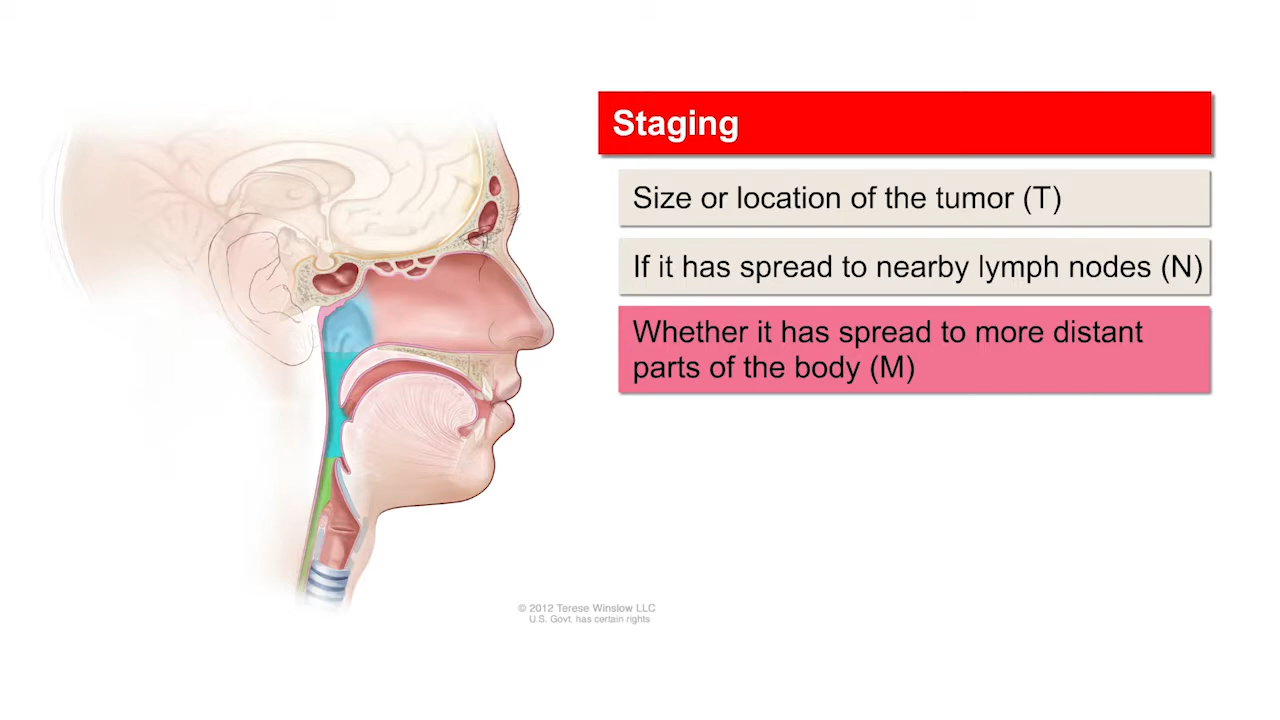 Staging
Size or location of the tumor (T)
If it has spread to nearby lymph nodes (N)
Whether it has spread to more distant
parts of the body (M)
© 2012 Terese Winslow LLC
U.S. Govt. has certain rights